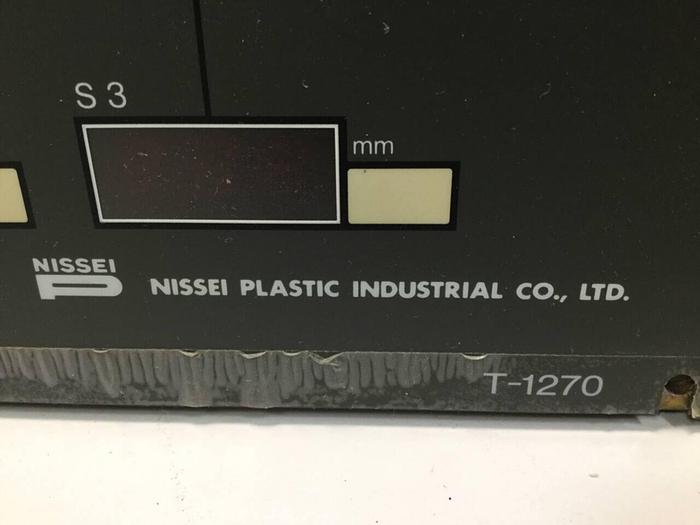 S 3
mm
NISSEI
NISSEI PLASTIC INDUSTRIAL CO., LTD.
T-1270